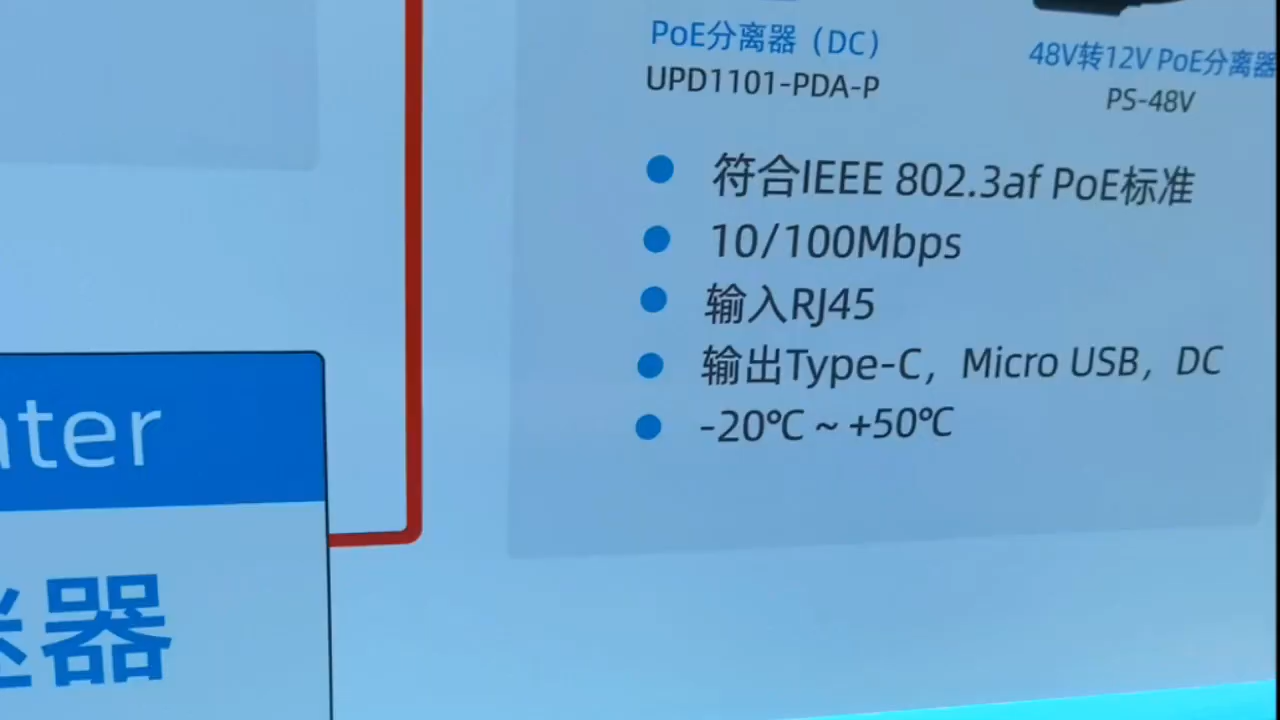 PoE分离器（DC）
UPD1101-PDA-P
48V转12V PoE分离器
PS-48V
符合IEEE 802.3af PoE标准
10/100Mbps
输入RJ45
输出Type-C，Micro USB，DC
-20℃ ~ +50℃
ter
器